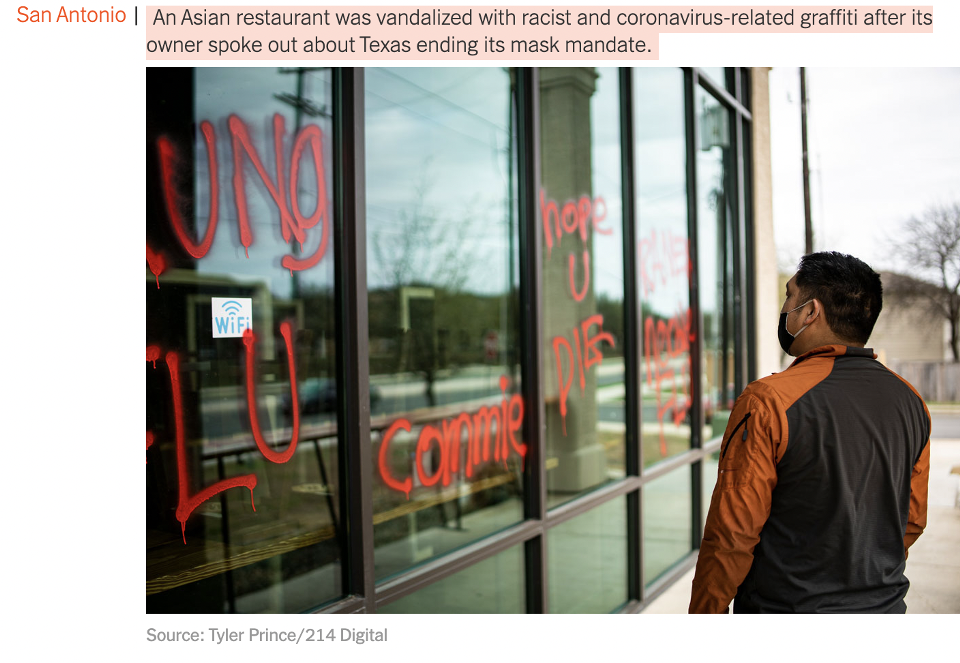 San Antonio | An Asian restaurant was vandalized with racist and coronavirus-related graffiti after its
owner spoke out about Texas ending its mask mandate.
UNG
WiFi
LU
commie
hope
U
DIE
Source: Tyler Prince/214 Digital